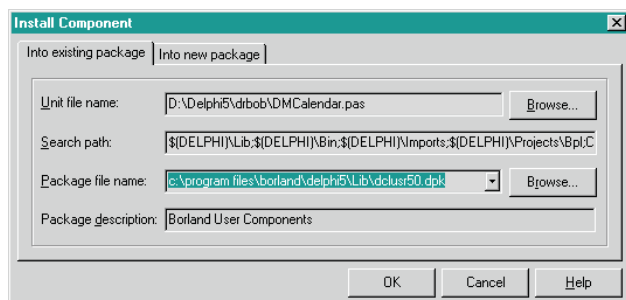 Install Component
Into existing package Into new package
Unit file name: D:\Delphi5\drbob\DMCalendar.pas Browse...
Search path: $(DELPHI)\Lib;$(DELPHI)\Bin;$(DELPHI)\Imports;$(DELPHI)\Projects\Bpl;C
Package file name: c:\program files\borland\delphi5\Lib\dclusr50.dpk Browse...
Package description: Borland User Components
OK Cancel Help